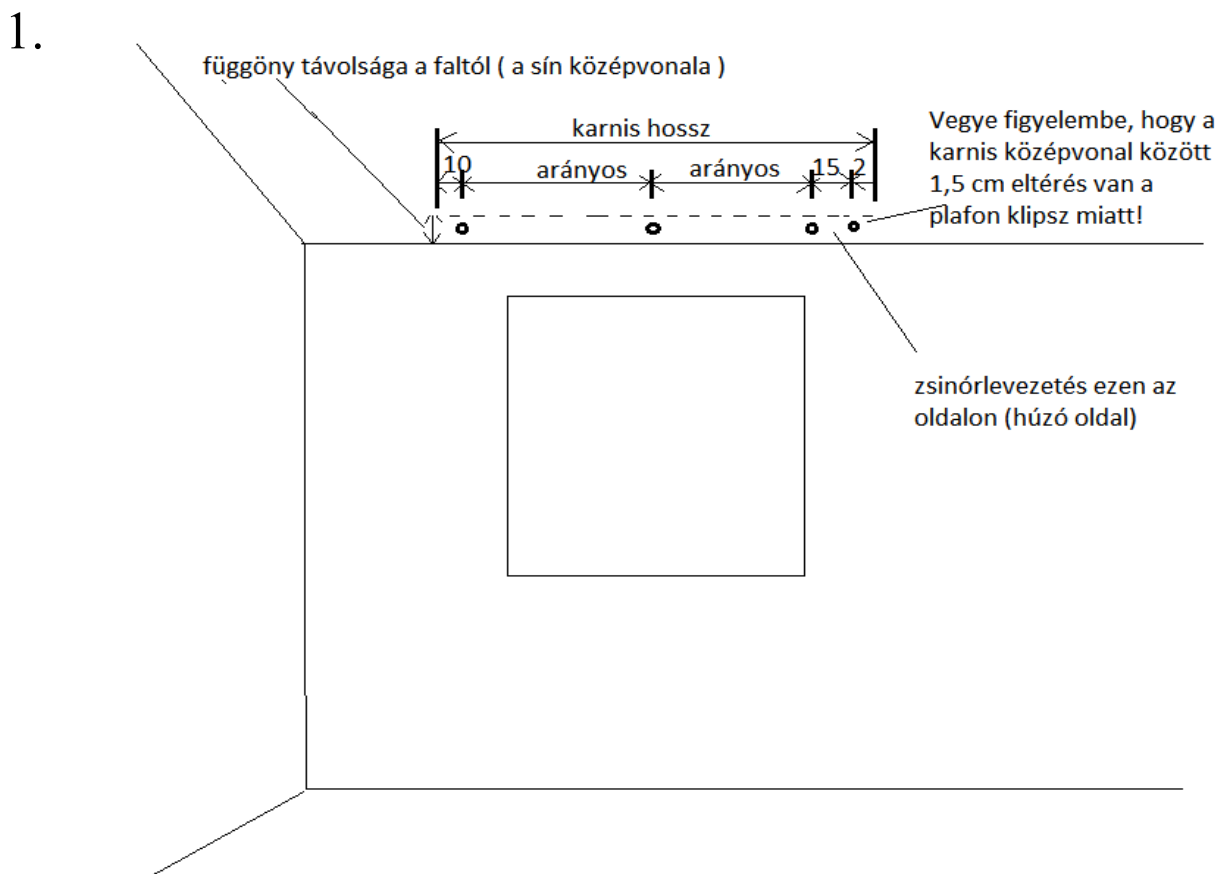 1.
függöny távolsága a faltól ( a sín középvonala )
karnis hossz
10
arányos
arányos
15
2
Vegye figyelembe, hogy a
karnis középvonal között
1,5 cm eltérés van a
plafon klipsz miatt!
zsinórlevezetés ezen az
oldalon (húzó oldal)